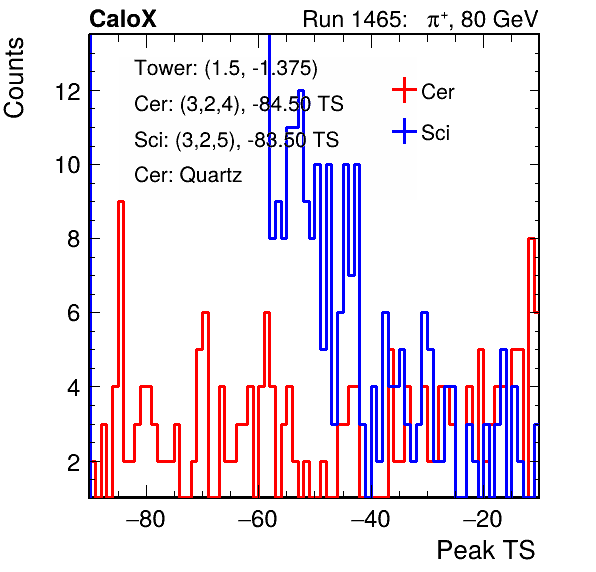 CaloX
Run 1465: π⁺, 80 GeV
Counts
Tower: (1.5, -1.375)
Cer: (3,2,4), -84.50 TS
Sci: (3,2,5), -83.50 TS
Cer: Quartz
Cer
Sci
12
10
8
6
4
2
−80
−60
−40
−20
Peak TS